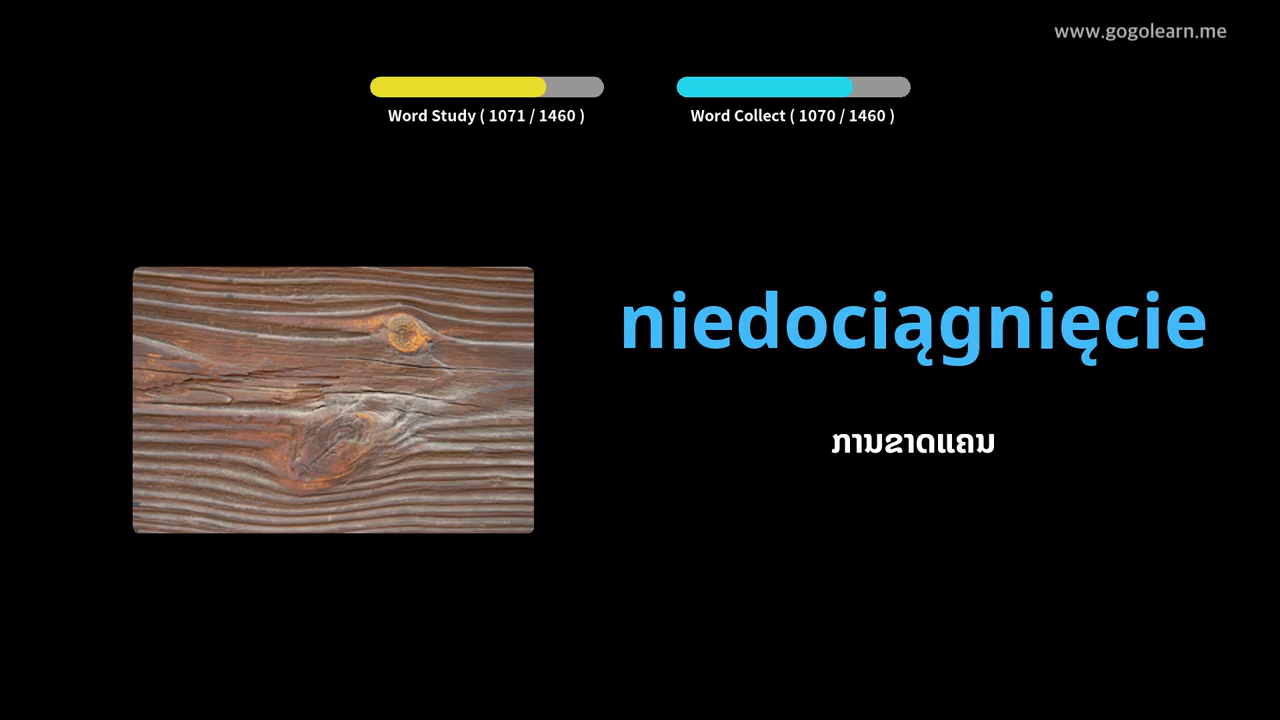 www.gogolearn.me
Word Study ( 1071 / 1460 )
Word Collect ( 1070 / 1460 )
niedociągnięcie
ການຂາດແຄນ